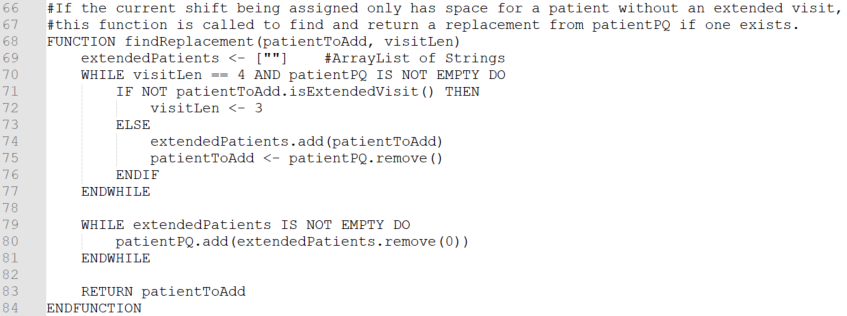 66 #If the current shift being assigned only has space for a patient without an extended visit,
67 #this function is called to find and return a replacement from patientPQ if one exists.
68 FUNCTION findReplacement(patientToAdd, visitLen)
69     extendedPatients <- [""]    #ArrayList of Strings
70     WHILE visitLen == 4 AND patientPQ IS NOT EMPTY DO
71         IF NOT patientToAdd.isExtendedVisit() THEN
72             visitLen <- 3
73         ELSE
74             extendedPatients.add(patientToAdd)
75             patientToAdd <- patientPQ.remove()
76         ENDIF
77     ENDWHILE
78
79     WHILE extendedPatients IS NOT EMPTY DO
80         patientPQ.add(extendedPatients.remove(0))
81     ENDWHILE
82
83     RETURN patientToAdd
84 ENDFUNCTION